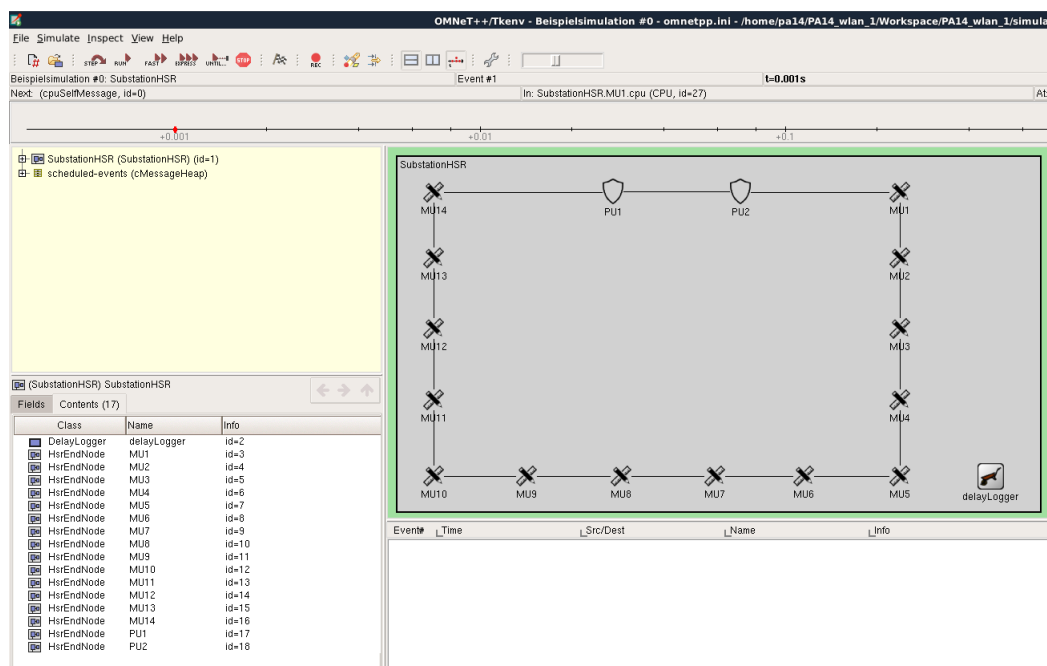 OMNeT++/Tkenv - Beispielsimulation #0 - omnetpp.ini - /home/pa14/PA14_wlan_1/Workspace/PA14_wlan_1/simula
File Simulate Inspect View Help
STEP RUN FAST EXPRESS UNTIL... STOP REC
Beispielsimulation #0: SubstationHSR Event #1 t=0.001s
Next: (cpuSelfMessage, id=0) In: SubstationHSR.MU1.cpu (CPU, id=27) At:
+0.001 +0.01 +0.1
SubstationHSR (SubstationHSR) (id=1)
scheduled-events (cMessageHeap)
SubstationHSR
MU14 PU1 PU2 MU1
MU13 MU2
MU12 MU3
MU11 MU4
MU10 MU9 MU8 MU7 MU6 MU5 delayLogger
(SubstationHSR) SubstationHSR
Fields Contents (17)
Class Name Info
DelayLogger delayLogger id=2
HsrEndNode MU1 id=3
HsrEndNode MU2 id=4
HsrEndNode MU3 id=5
HsrEndNode MU4 id=6
HsrEndNode MU5 id=7
HsrEndNode MU6 id=8
HsrEndNode MU7 id=9
HsrEndNode MU8 id=10
HsrEndNode MU9 id=11
HsrEndNode MU10 id=12
HsrEndNode MU11 id=13
HsrEndNode MU12 id=14
HsrEndNode MU13 id=15
HsrEndNode MU14 id=16
HsrEndNode PU1 id=17
HsrEndNode PU2 id=18
Event# Time Src/Dest Name Info